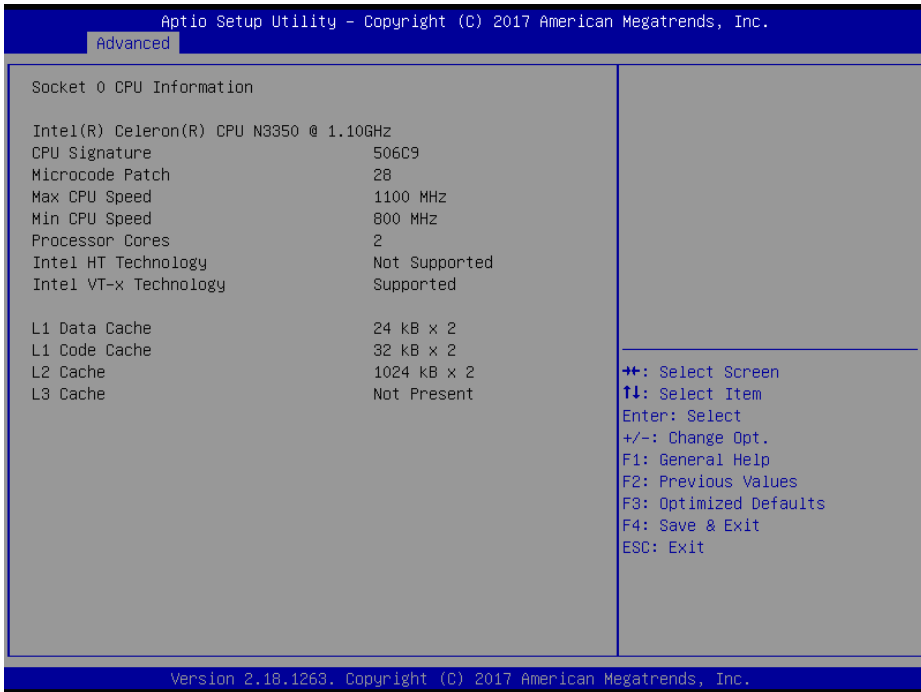 Aptio Setup Utility – Copyright (C) 2017 American Megatrends, Inc.
Advanced
Socket 0 CPU Information
Intel(R) Celeron(R) CPU N3350 @ 1.10GHz
CPU Signature 506C9
Microcode Patch 28
Max CPU Speed 1100 MHz
Min CPU Speed 800 MHz
Processor Cores 2
Intel HT Technology Not Supported
Intel VT-x Technology Supported
L1 Data Cache 24 kB x 2
L1 Code Cache 32 kB x 2
L2 Cache 1024 kB x 2
L3 Cache Not Present
→←: Select Screen
↑↓: Select Item
Enter: Select
+/-: Change Opt.
F1: General Help
F2: Previous Values
F3: Optimized Defaults
F4: Save & Exit
ESC: Exit
Version 2.18.1263. Copyright (C) 2017 American Megatrends, Inc.